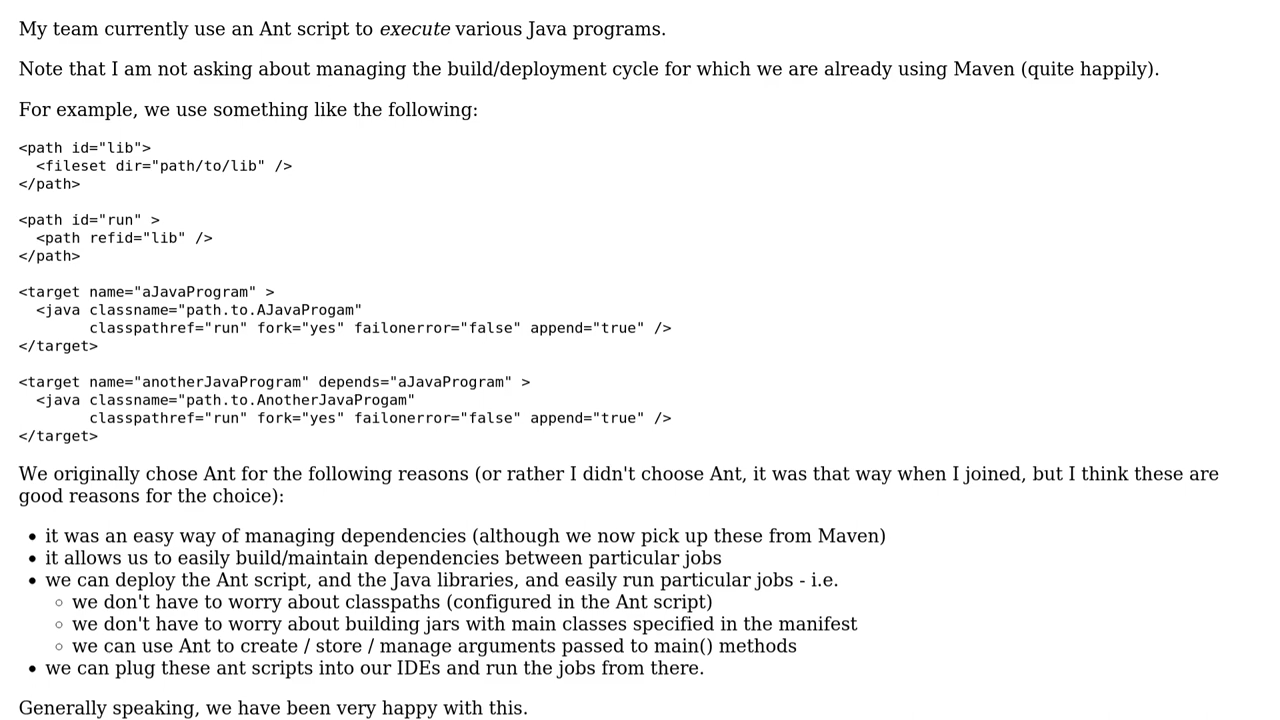 My team currently use an Ant script to execute various Java programs.
Note that I am not asking about managing the build/deployment cycle for which we are already using Maven (quite happily).
For example, we use something like the following:
<path id="lib">
  <fileset dir="path/to/lib" />
</path>
<path id="run" >
  <path refid="lib" />
</path>
<target name="aJavaProgram" >
  <java classname="path.to.AJavaProgam"
        classpathref="run" fork="yes" failonerror="false" append="true" />
</target>
<target name="anotherJavaProgram" depends="aJavaProgram" >
  <java classname="path.to.AnotherJavaProgam"
        classpathref="run" fork="yes" failonerror="false" append="true" />
</target>
We originally chose Ant for the following reasons (or rather I didn't choose Ant, it was that way when I joined, but I think these are
good reasons for the choice):
• it was an easy way of managing dependencies (although we now pick up these from Maven)
• it allows us to easily build/maintain dependencies between particular jobs
• we can deploy the Ant script, and the Java libraries, and easily run particular jobs - i.e.
◦ we don't have to worry about classpaths (configured in the Ant script)
◦ we don't have to worry about building jars with main classes specified in the manifest
◦ we can use Ant to create / store / manage arguments passed to main() methods
• we can plug these ant scripts into our IDEs and run the jobs from there.
Generally speaking, we have been very happy with this.